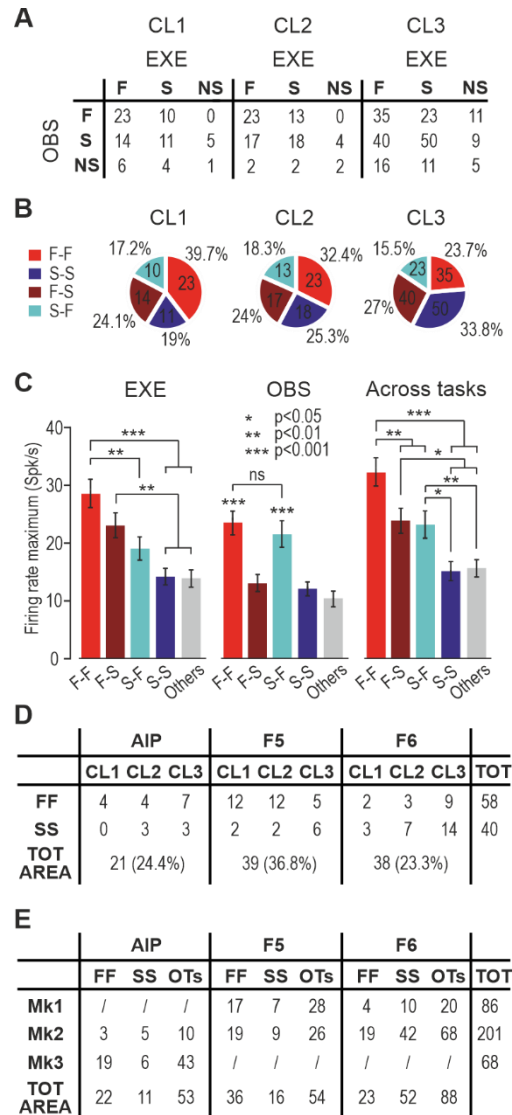 A
CL1 CL2 CL3
EXE EXE EXE
F S NS F S NS F S NS
OBS
F 23 10 0 23 13 0 35 23 11
S 14 11 5 17 18 4 40 50 9
NS 6 4 1 2 2 2 16 11 5
B
CL1 CL2 CL3
F-F
S-S
F-S
S-F
17.2% 39.7% 18.3% 32.4% 15.5% 23.7%
10 23 13 23 23 35
14 11 17 18 40 50
24.1% 19% 24% 25.3% 27% 33.8%
C
EXE OBS Across tasks
Firing rate maximum (Spk/s)
40
30
20
10
0
* p<0.05
** p<0.01
*** p<0.001
*** ** **
ns *** ***
*** ** * ** *
F-F F-S S-F S-S Others F-F F-S S-F S-S Others F-F F-S S-F S-S Others
D
AIP F5 F6
CL1 CL2 CL3 CL1 CL2 CL3 CL1 CL2 CL3 TOT
FF 4 4 7 12 12 5 2 3 9 58
SS 0 3 3 2 2 6 3 7 14 40
TOT AREA 21 (24.4%) 39 (36.8%) 38 (23.3%)
E
AIP F5 F6
FF SS OTs FF SS OTs FF SS OTs TOT
Mk1 / / / 17 7 28 4 10 20 86
Mk2 3 5 10 19 9 26 19 42 68 201
Mk3 19 6 43 / / / / / / 68
TOT AREA 22 11 53 36 16 54 23 52 88